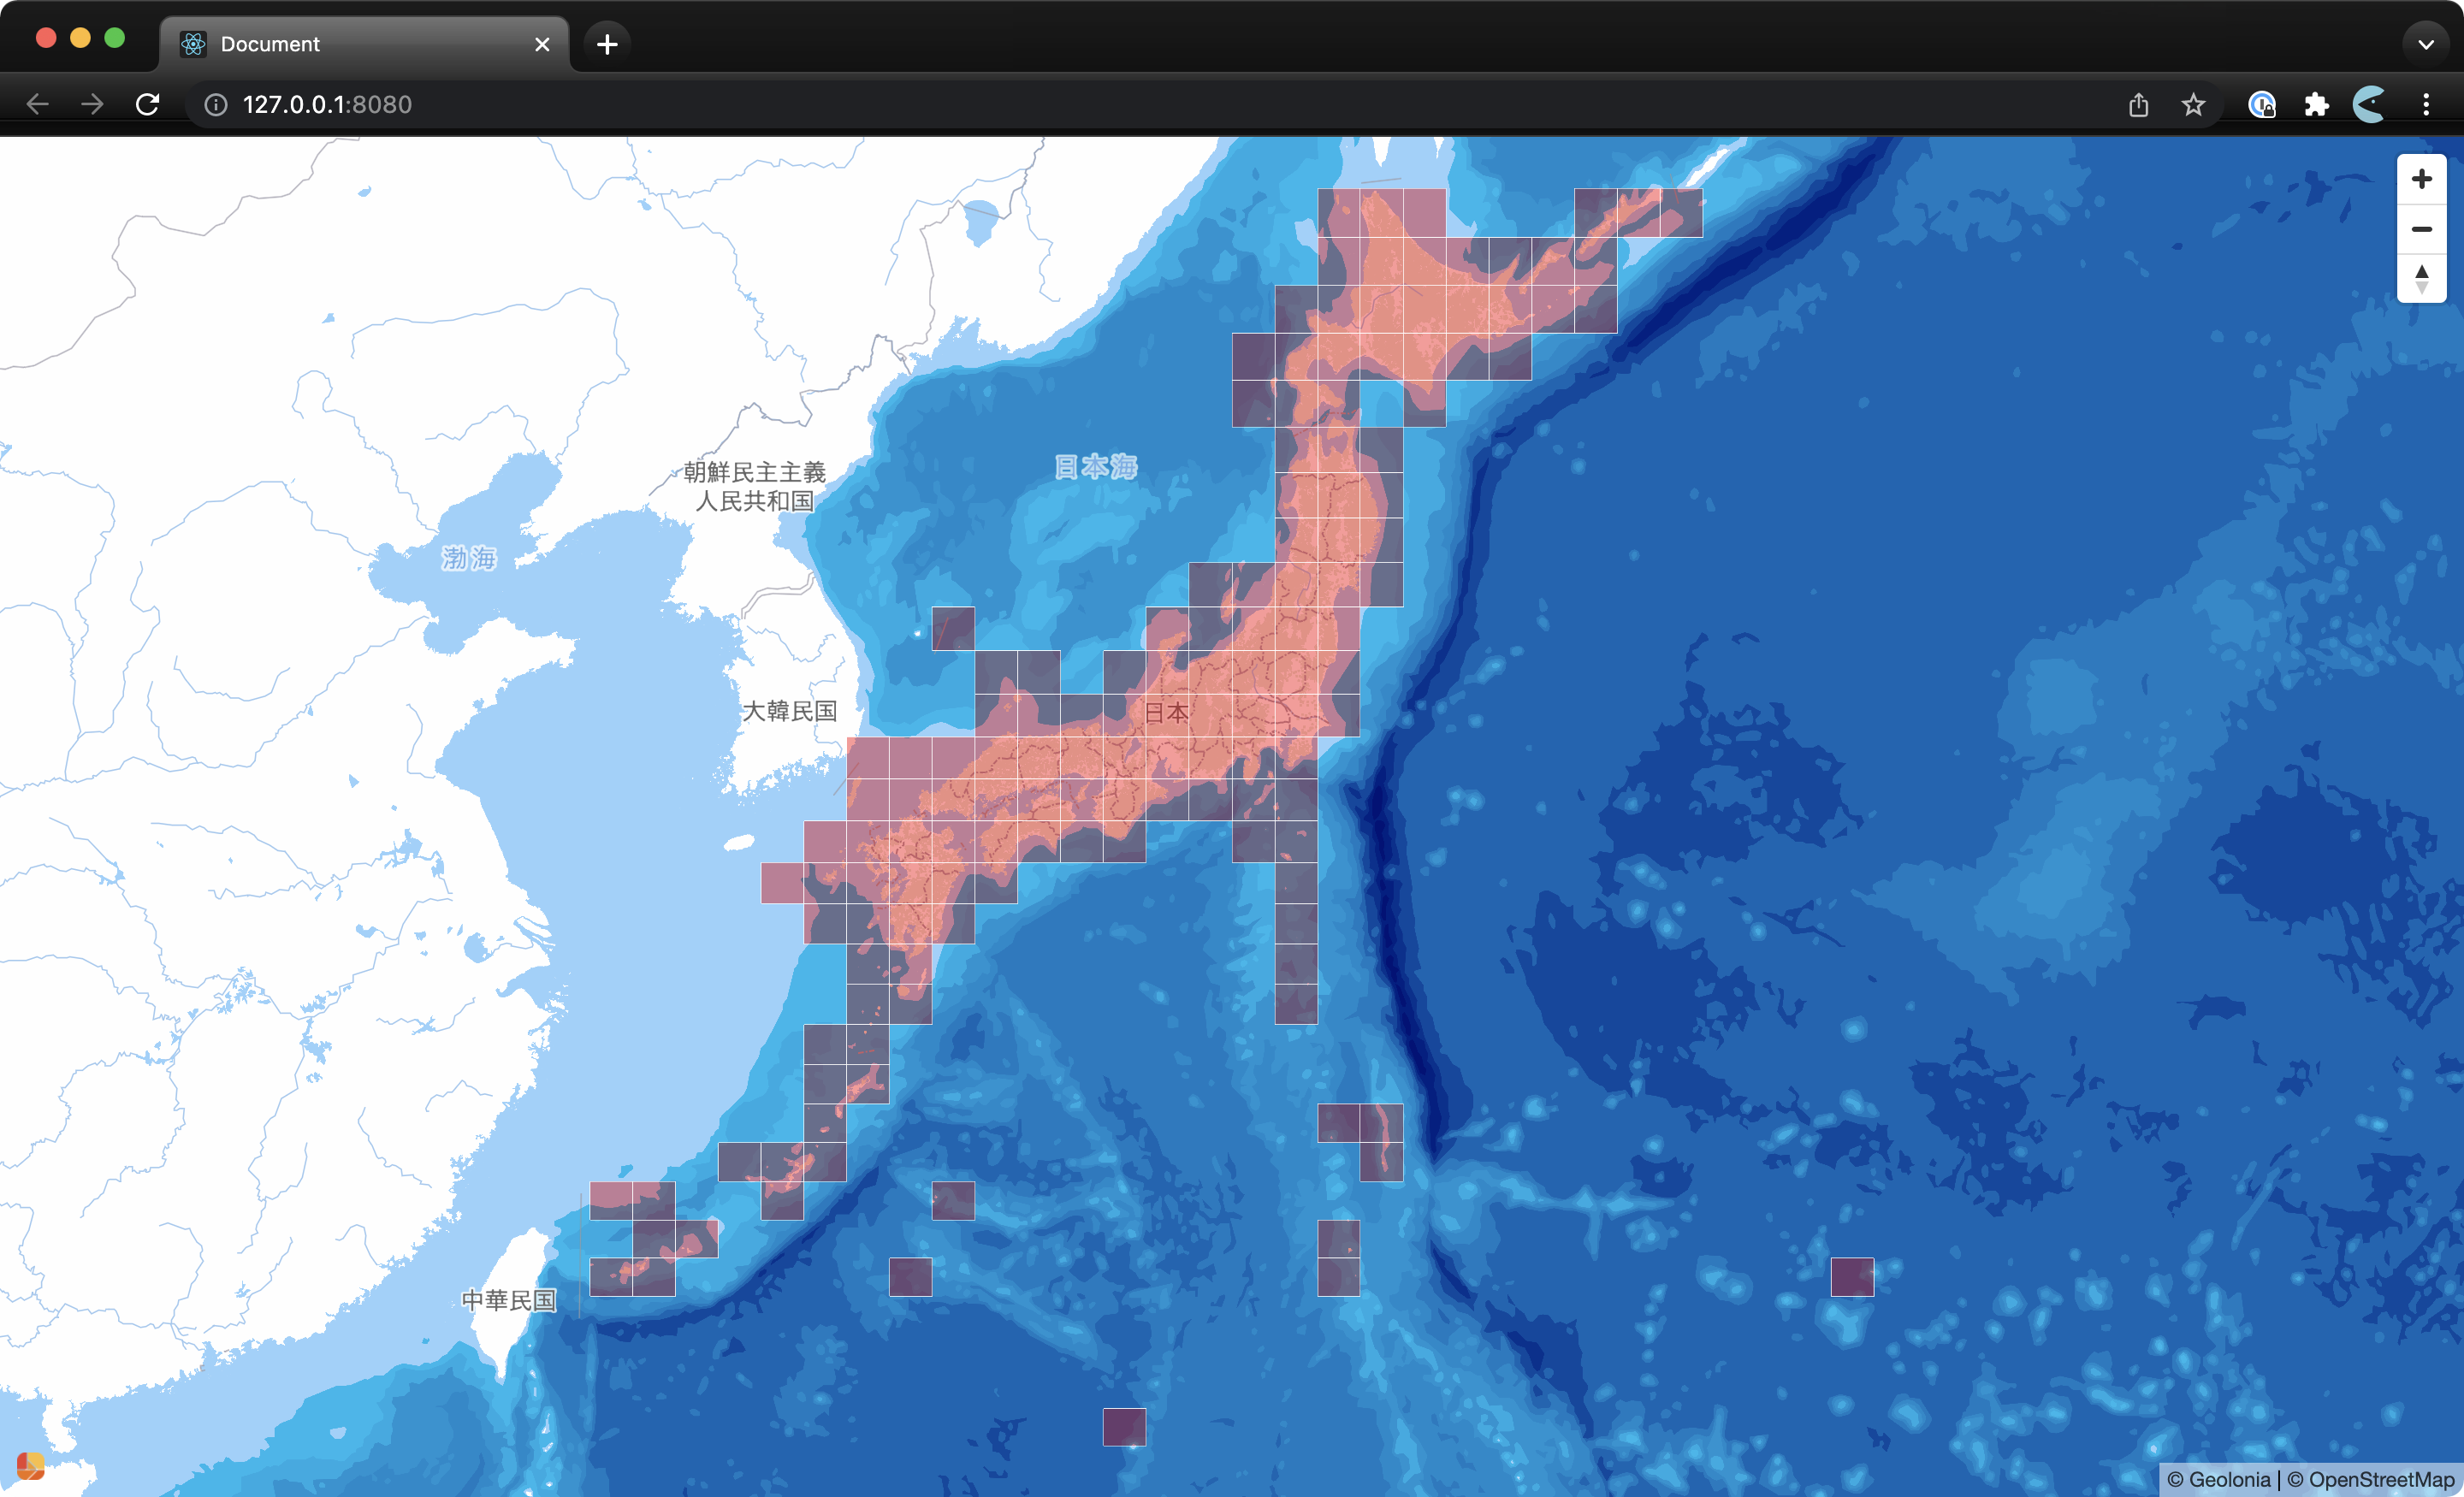 Document
127.0.0.1:8080
朝鮮民主主義
人民共和国
日本海
渤海
大韓民国
日本
中華民国
© Geolonia | © OpenStreetMap